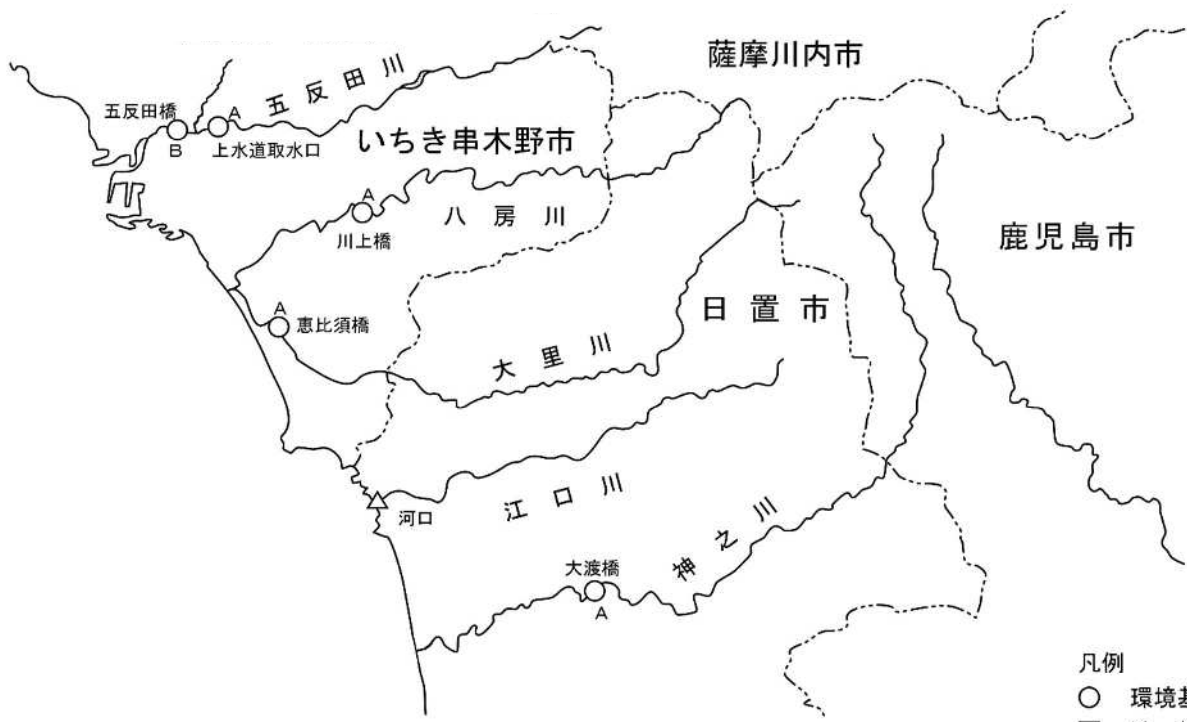 薩摩川内市
五反田川
五反田橋
A
B
上水道取水口
いちき串木野市
A
八房川
川上橋
鹿児島市
A
恵比須橋
日置市
大里川
江口川
河口
神之川
大渡橋
A
凡例
○ 環境